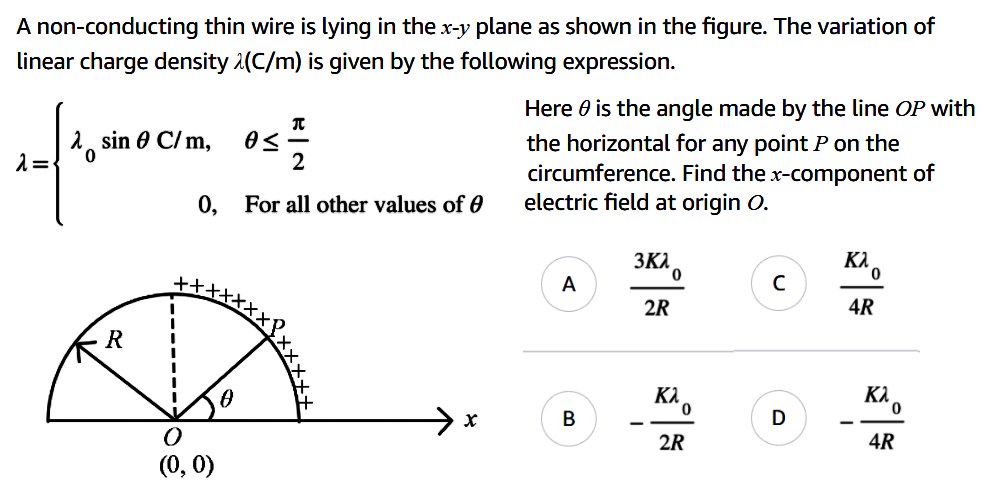 A non-conducting thin wire is lying in the x-y plane as shown in the figure. The variation of
linear charge density λ(C/m) is given by the following expression.
λ = { λ₀ sin θ C/m, θ ≤ π/2
0, For all other values of θ
Here θ is the angle made by the line OP with
the horizontal for any point P on the
circumference. Find the x-component of
electric field at origin O.
A 3Kλ₀/2R
C Kλ₀/4R
B -Kλ₀/2R
D -Kλ₀/4R
+++++++++P+++++
R
θ
x
O
(0, 0)